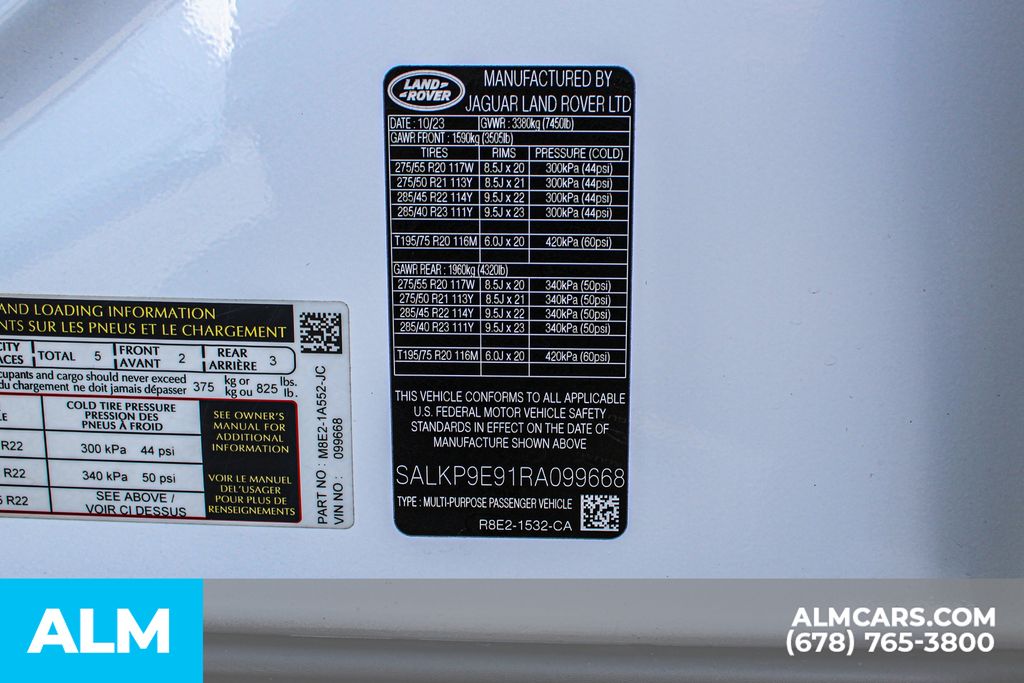 LAND-
-ROVER
MANUFACTURED BY
JAGUAR LAND ROVER LTD
DATE : 10/23 GVWR : 3380kg (7450lb)
GAWR FRONT : 1590kg (3505lb)
TIRES RIMS PRESSURE (COLD)
275/55 R20 117W 8.5J x 20 300kPa (44psi)
275/50 R21 113Y 8.5J x 21 300kPa (44psi)
285/45 R22 114Y 9.5J x 22 300kPa (44psi)
285/40 R23 111Y 9.5J x 23 300kPa (44psi)
T195/75 R20 116M 6.0J x 20 420kPa (60psi)
GAWR REAR : 1960kg (4320lb)
275/55 R20 117W 8.5J x 20 340kPa (50psi)
275/50 R21 113Y 8.5J x 21 340kPa (50psi)
285/45 R22 114Y 9.5J x 22 340kPa (50psi)
285/40 R23 111Y 9.5J x 23 340kPa (50psi)
T195/75 R20 116M 6.0J x 20 420kPa (60psi)
THIS VEHICLE CONFORMS TO ALL APPLICABLE
U.S. FEDERAL MOTOR VEHICLE SAFETY
STANDARDS IN EFFECT ON THE DATE OF
MANUFACTURE SHOWN ABOVE
SALKP9E91RA099668
TYPE : MULTI-PURPOSE PASSENGER VEHICLE
R8E2-1532-CA
AND LOADING INFORMATION
SUR LES PNEUS ET LE CHARGEMENT
TOTAL 5 FRONT AVANT 2 REAR ARRIÈRE 3
and cargo should never exceed 375 kg or 825 lbs.
du chargement ne doit jamais dépasser kg ou lb.
COLD TIRE PRESSURE
PRESSION DES
PNEUS À FROID
R22 300 kPa 44 psi
R22 340 kPa 50 psi
R22 SEE ABOVE /
VOIR CI DESSUS
SEE OWNER'S
MANUAL FOR
ADDITIONAL
INFORMATION
VOIR LE MANUEL
DEL'USAGER
POUR PLUS DE
RENSEIGNEMENTS
PART NO : M8E2-1A552-JC
VIN NO : 099668
ALM
ALMCARS.COM
(678) 765-3800